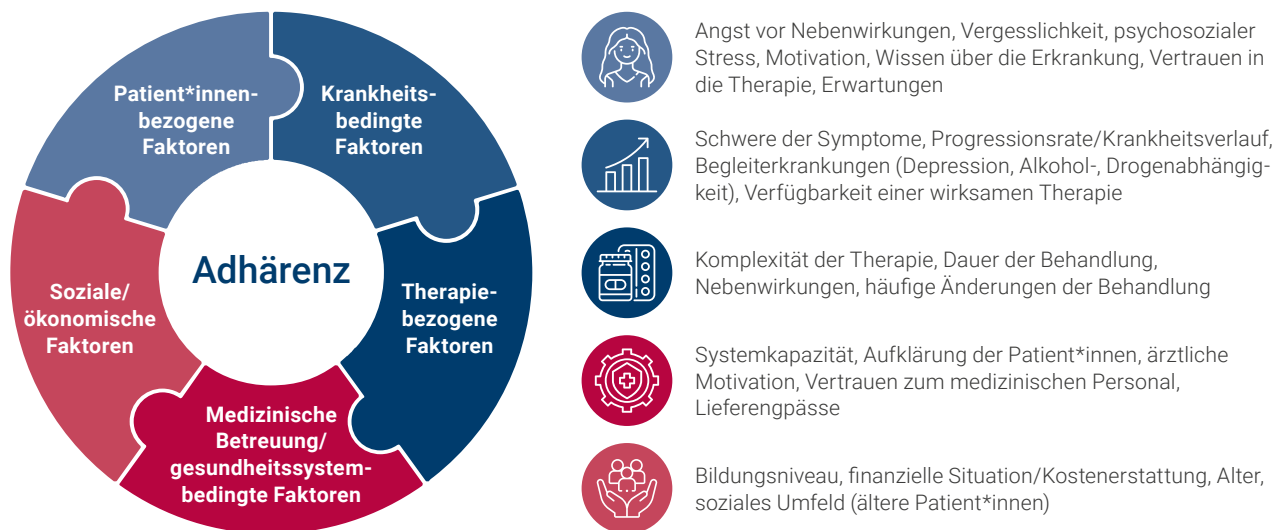 Patient*innen-
bezogene
Faktoren
Krankheits-
bedingte
Faktoren
Adhärenz
Soziale/
ökonomische
Faktoren
Therapie-
bezogene
Faktoren
Medizinische
Betreuung/
gesundheitssystem-
bedingte Faktoren
Angst vor Nebenwirkungen, Vergesslichkeit, psychosozialer
Stress, Motivation, Wissen über die Erkrankung, Vertrauen in
die Therapie, Erwartungen
Schwere der Symptome, Progressionsrate/Krankheitsverlauf,
Begleiterkrankungen (Depression, Alkohol-, Drogenabhängig-
keit), Verfügbarkeit einer wirksamen Therapie
Komplexität der Therapie, Dauer der Behandlung,
Nebenwirkungen, häufige Änderungen der Behandlung
Systemkapazität, Aufklärung der Patient*innen, ärztliche
Motivation, Vertrauen zum medizinischen Personal,
Lieferengpässe
Bildungsniveau, finanzielle Situation/Kostenerstattung, Alter,
soziales Umfeld (ältere Patient*innen)